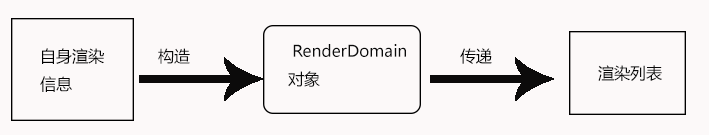 自身渲染
信息
构造
RenderDomain
对象
传递
渲染列表